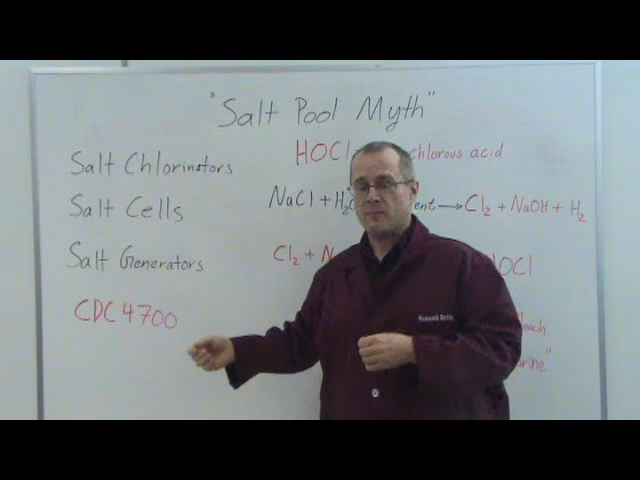 "Salt Pool Myth"
HOCl chlorous acid
Salt Chlorinators
NaCl + H₂O → Cl₂ + NaOH + H₂
Salt Cells
Cl₂ + N OCl
Salt Generators
CDC 4700